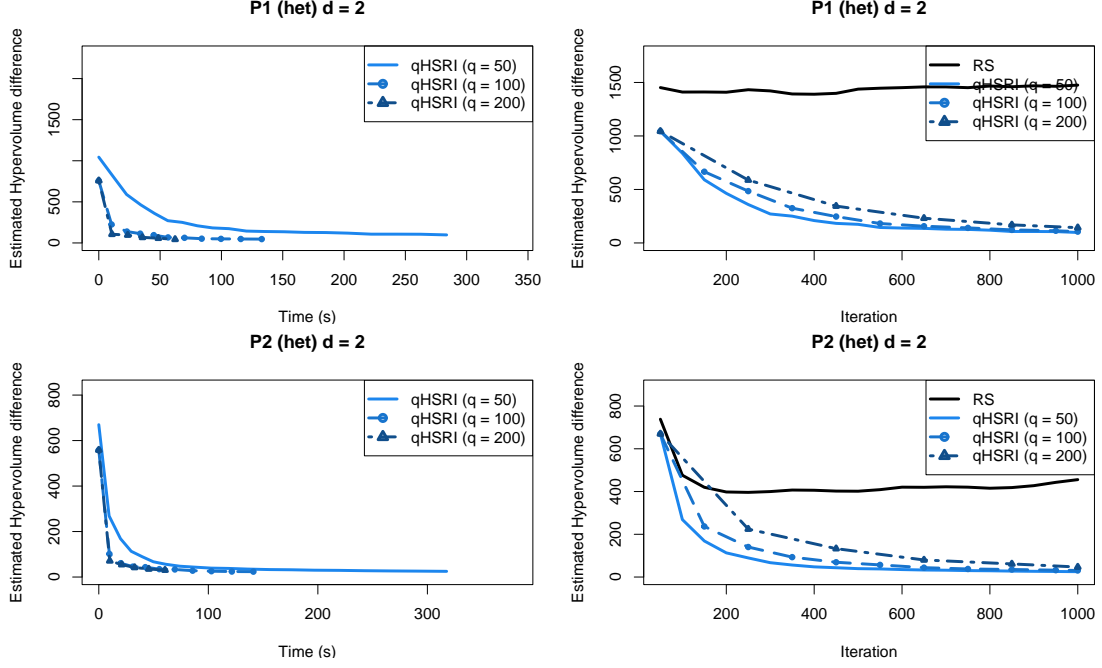 P1 (het) d = 2
Estimated Hypervolume difference
0
500
1500
0
50
100
150
200
250
300
350
Time (s)
qHSRI (q = 50)
qHSRI (q = 100)
qHSRI (q = 200)
P1 (het) d = 2
Estimated Hypervolume difference
0
500
1000
1500
200
400
600
800
1000
Iteration
RS
qHSRI (q = 50)
qHSRI (q = 100)
qHSRI (q = 200)
P2 (het) d = 2
Estimated Hypervolume difference
0
200
400
600
800
0
100
200
300
Time (s)
qHSRI (q = 50)
qHSRI (q = 100)
qHSRI (q = 200)
P2 (het) d = 2
Estimated Hypervolume difference
0
200
400
600
800
200
400
600
800
1000
Iteration
RS
qHSRI (q = 50)
qHSRI (q = 100)
qHSRI (q = 200)